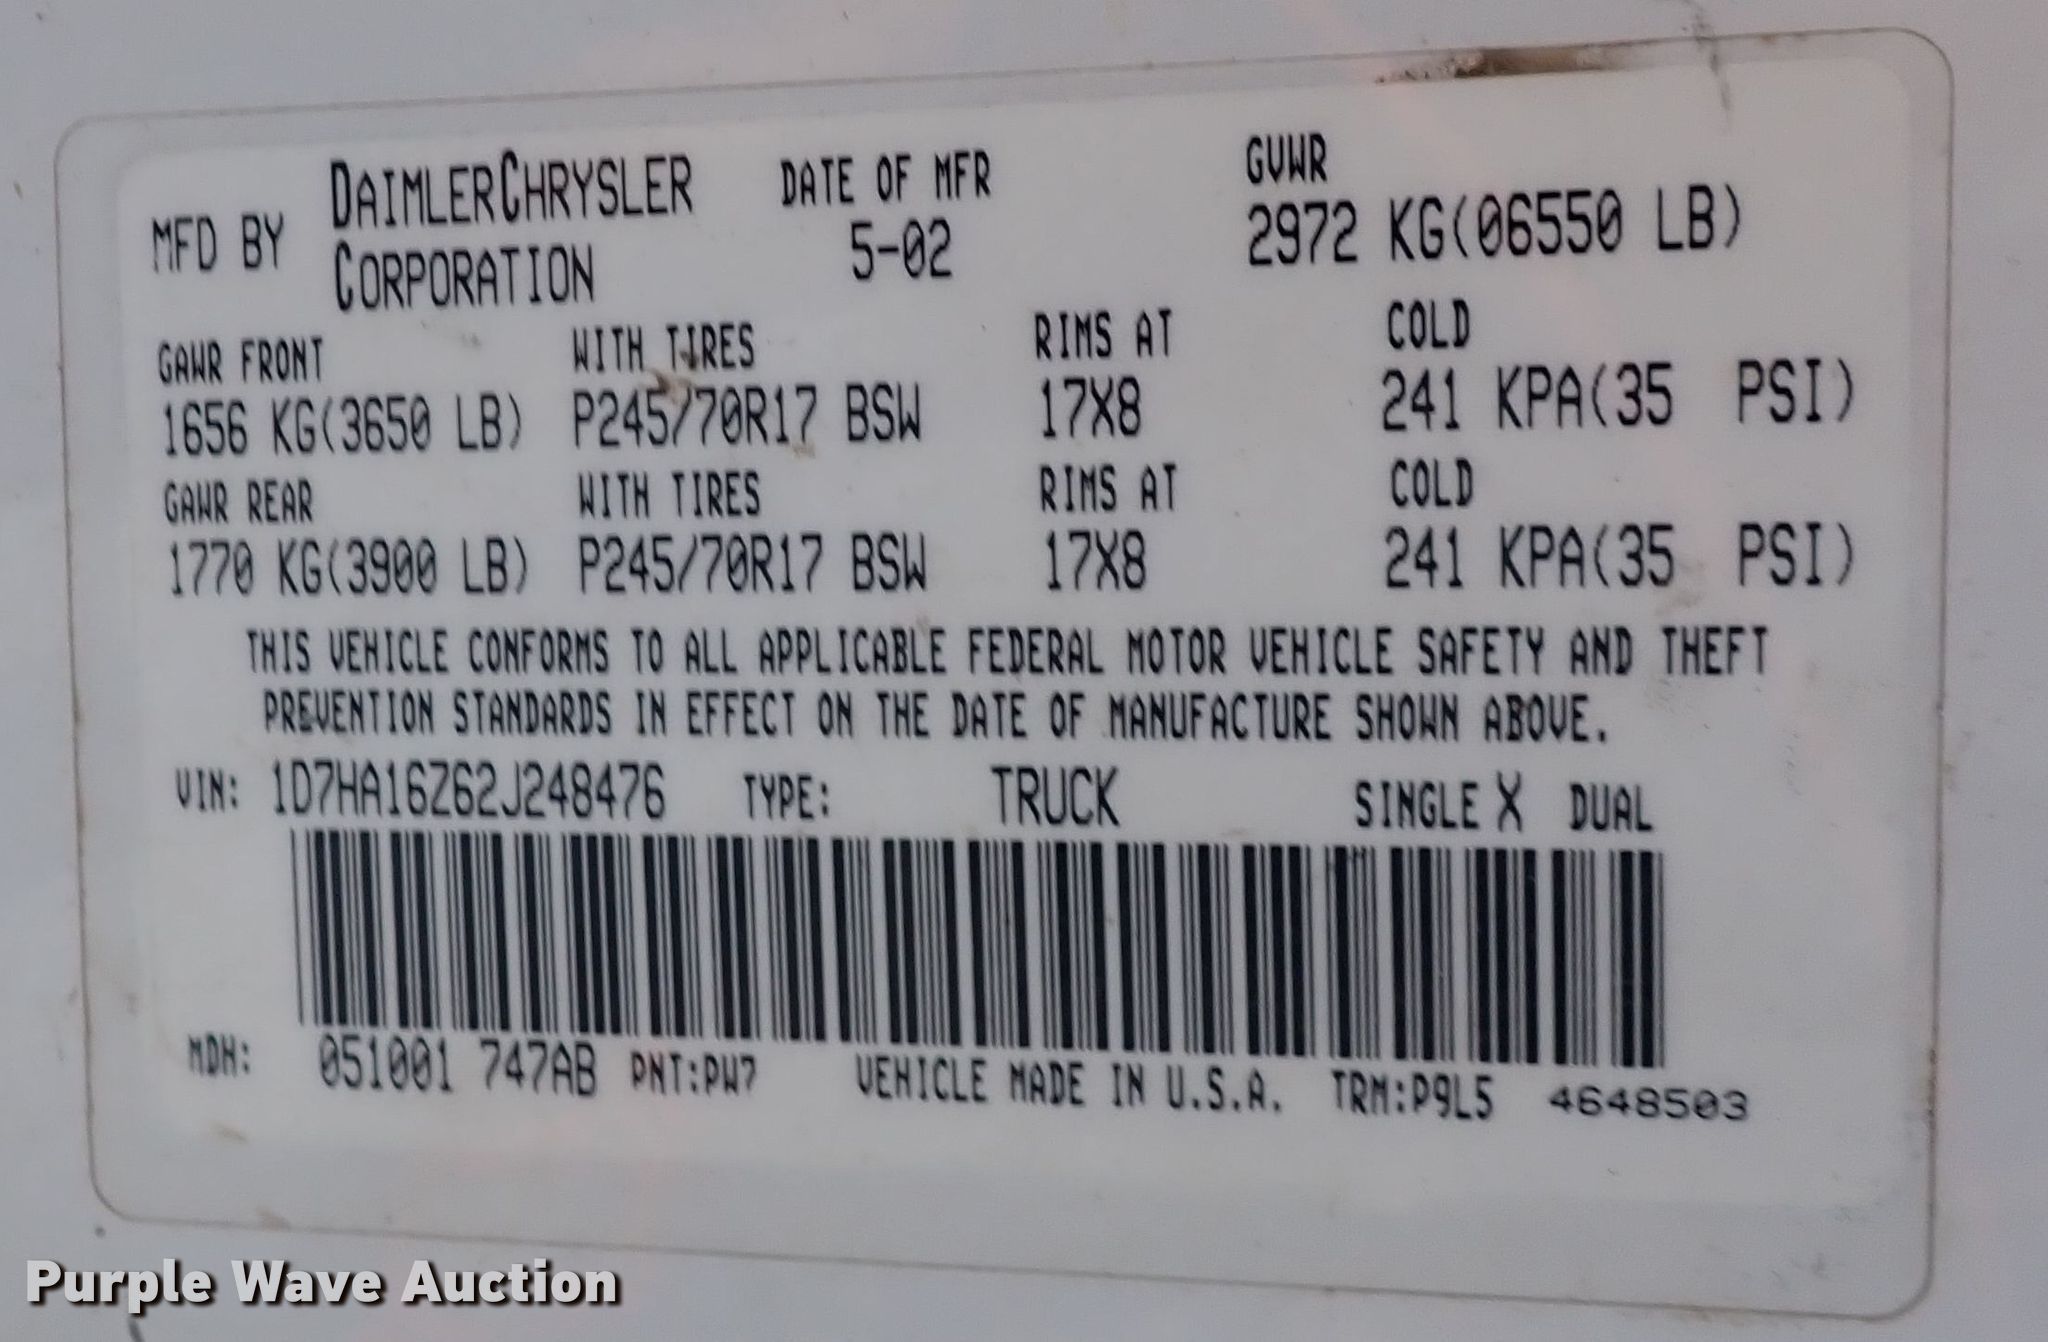 MFD BY DAIMLERCHRYSLER CORPORATION
DATE OF MFR
5-02
GVWR
2972 KG(06550 LB)
GAWR FRONT WITH TIRES RIMS AT COLD
1656 KG(3650 LB) P245/70R17 BSW 17X8 241 KPA(35 PSI)
GAWR REAR WITH TIRES RIMS AT COLD
1770 KG(3900 LB) P245/70R17 BSW 17X8 241 KPA(35 PSI)
THIS VEHICLE CONFORMS TO ALL APPLICABLE FEDERAL MOTOR VEHICLE SAFETY AND THEFT
PREVENTION STANDARDS IN EFFECT ON THE DATE OF MANUFACTURE SHOWN ABOVE.
VIN: 1D7HA16Z62J248476 TYPE: TRUCK SINGLE X DUAL
MDH: 051001 747AB PNT:PW7 VEHICLE MADE IN U.S.A. TRM:P9L5 4648503
Purple Wave Auction